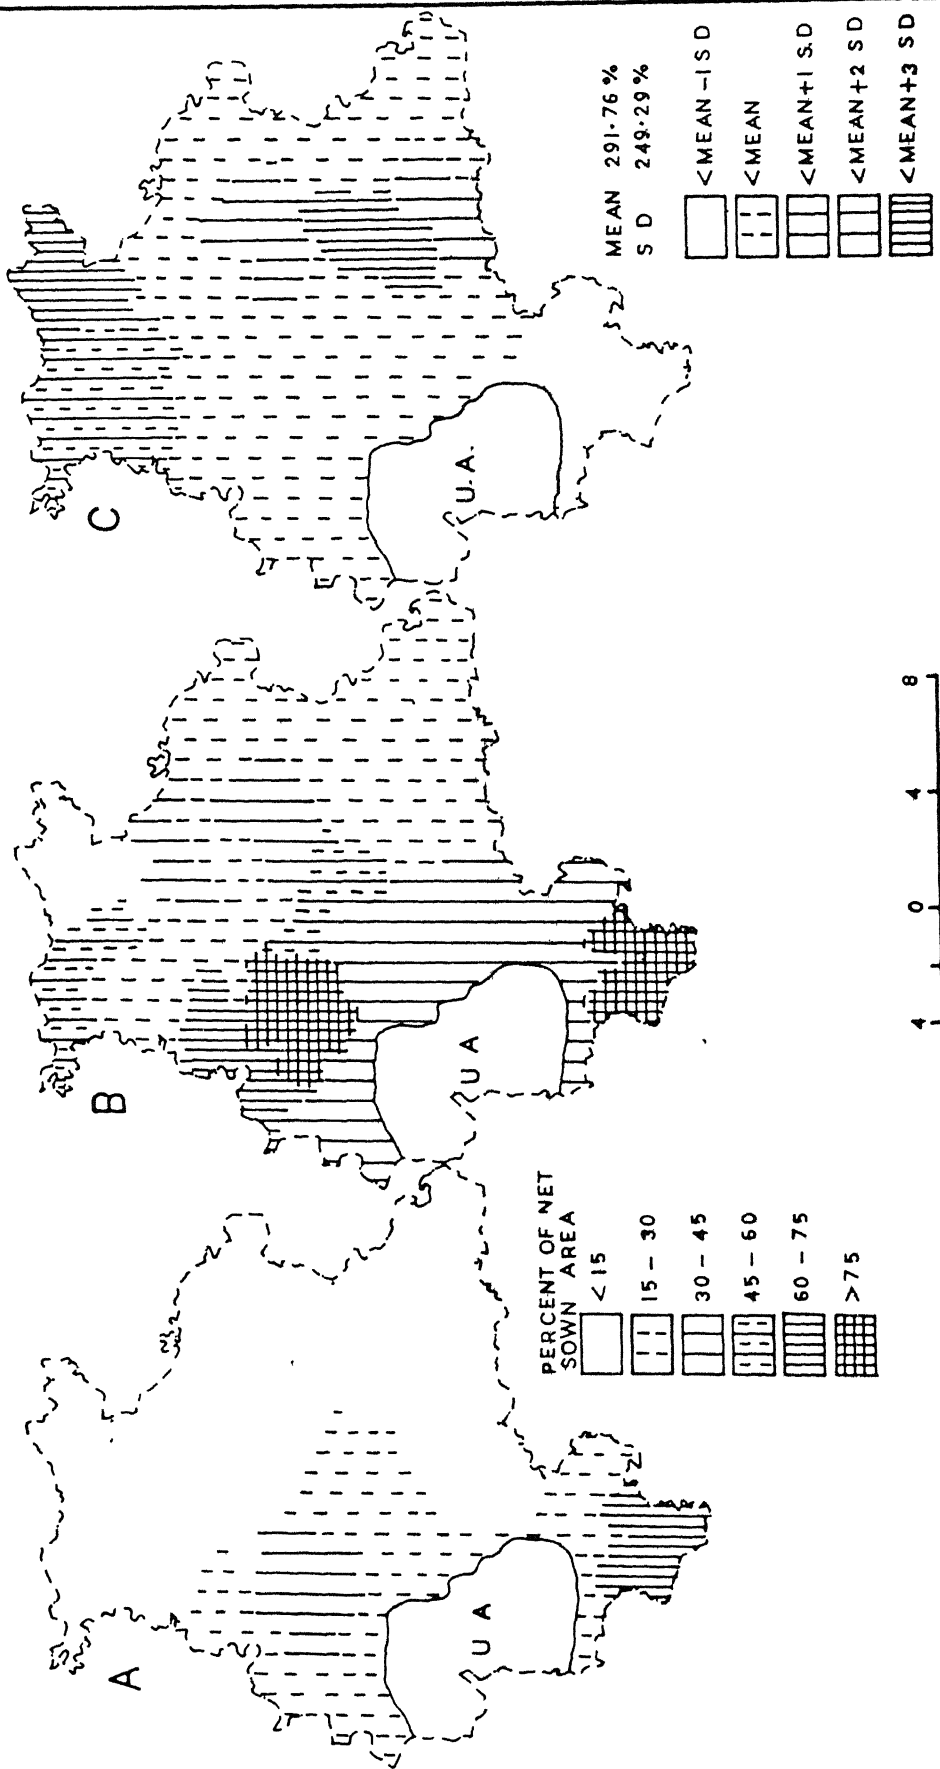 A
U A
PERCENT OF NET
SOWN AREA
<15
15 – 30
30 – 45
45 – 60
60 – 75
>75
B
U A
4 0 4 8
C
U.A.
MEAN 291·76 %
S D 249·29 %
<MEAN –1 S D
<MEAN
<MEAN+1 S.D
<MEAN+2 S D
<MEAN+3 S D